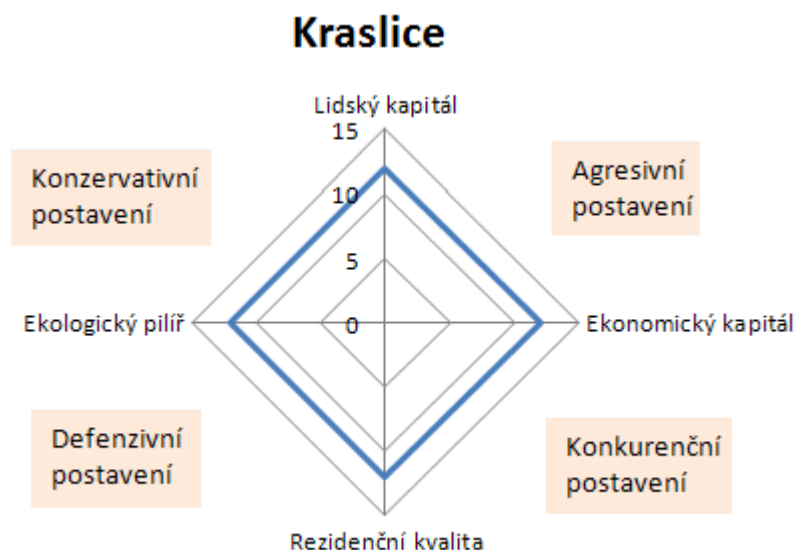 Kraslice
Lidský kapitál
15
Konzervativní
postavení
Agresivní
postavení
10
5
Ekologický pilíř
0
Ekonomický kapitál
Defenzivní
postavení
Konkurenční
postavení
Rezidenční kvalita